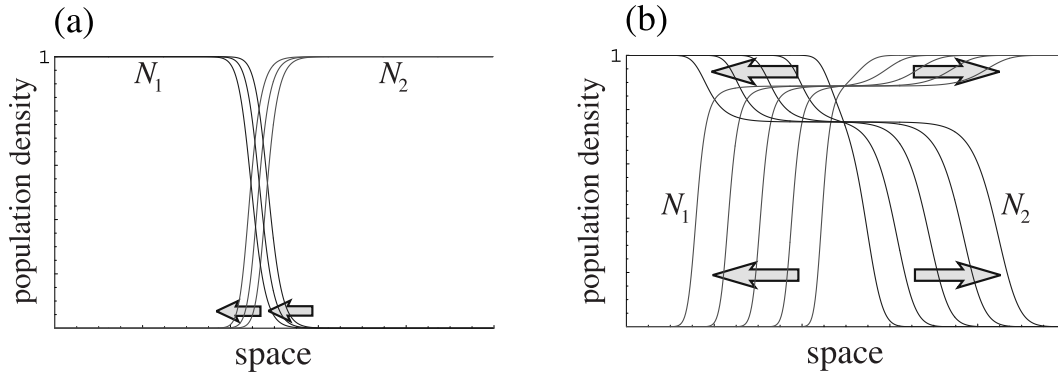 (a)
1
N₁
N₂
population density
space
(b)
1
N₁
N₂
population density
space